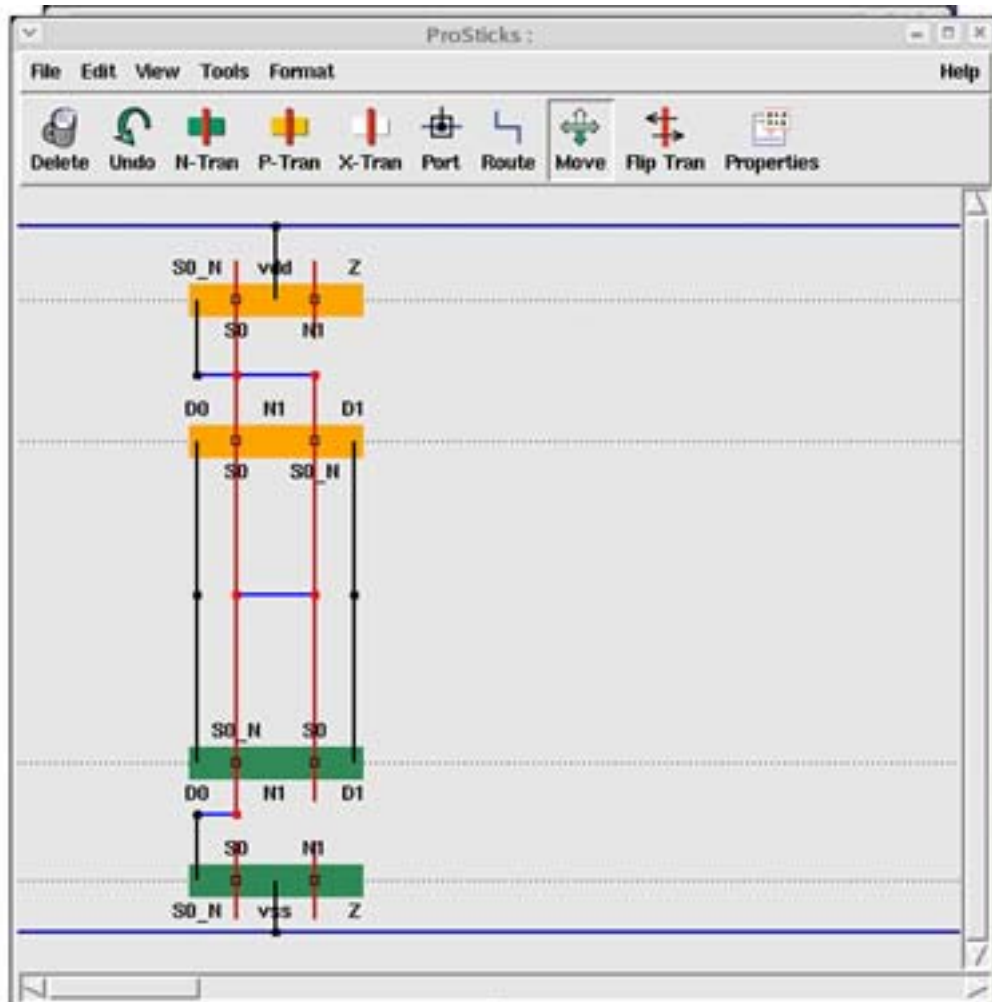 ProSticks :
File Edit View Tools Format Help
Delete Undo N-Tran P-Tran X-Tran Port Route Move Flip Tran Properties
S0_N vdd Z
S0 N1
D0 N1 D1
S0 S0_N
S0_N S0
D0 N1 D1
S0 N1
S0_N vss Z